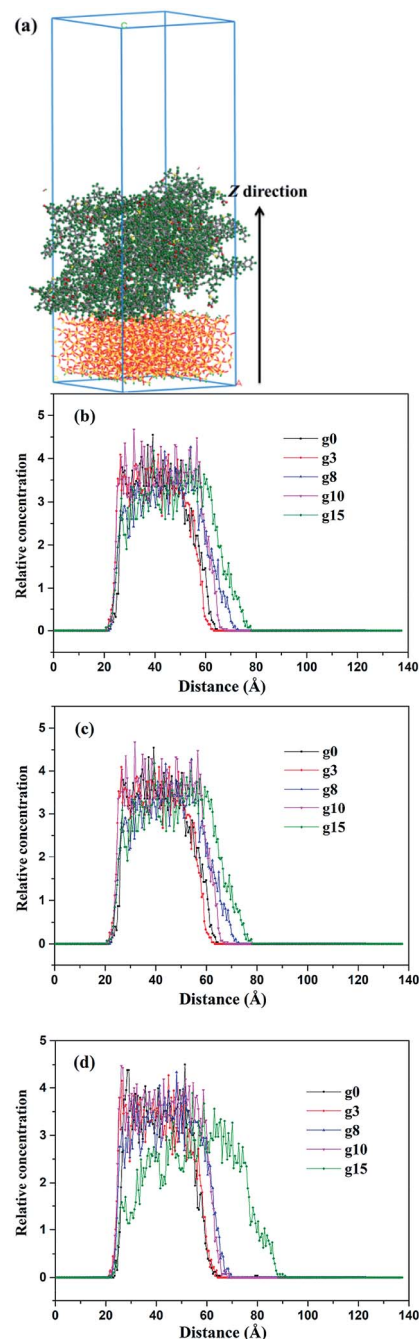 (a)
C
Z direction
A
(b)
Relative concentration
5
4
3
2
1
0
g0
g3
g8
g10
g15
0 20 40 60 80 100 120 140
Distance (Å)
(c)
Relative concentration
5
4
3
2
1
0
g0
g3
g8
g10
g15
0 20 40 60 80 100 120 140
Distance (Å)
(d)
Relative concentration
5
4
3
2
1
0
g0
g3
g8
g10
g15
0 20 40 60 80 100 120 140
Distance (Å)